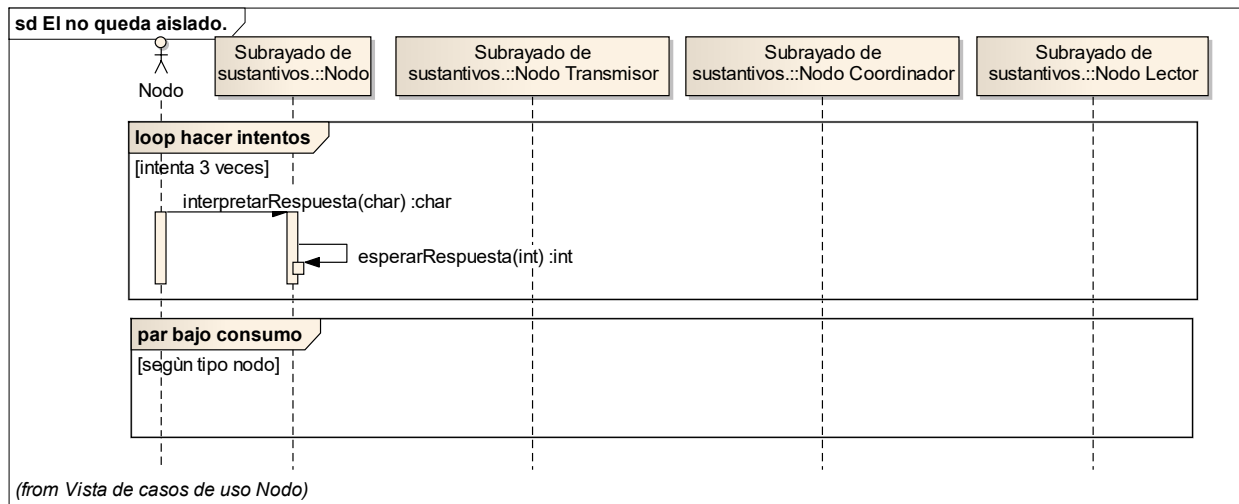 sd El no queda aislado.
Nodo
Subrayado de
sustantivos.::Nodo
Subrayado de
sustantivos.::Nodo Transmisor
Subrayado de
sustantivos.::Nodo Coordinador
Subrayado de
sustantivos.::Nodo Lector
loop hacer intentos
[intenta 3 veces]
interpretarRespuesta(char) :char
esperarRespuesta(int) :int
par bajo consumo
[segùn tipo nodo]
(from Vista de casos de uso Nodo)